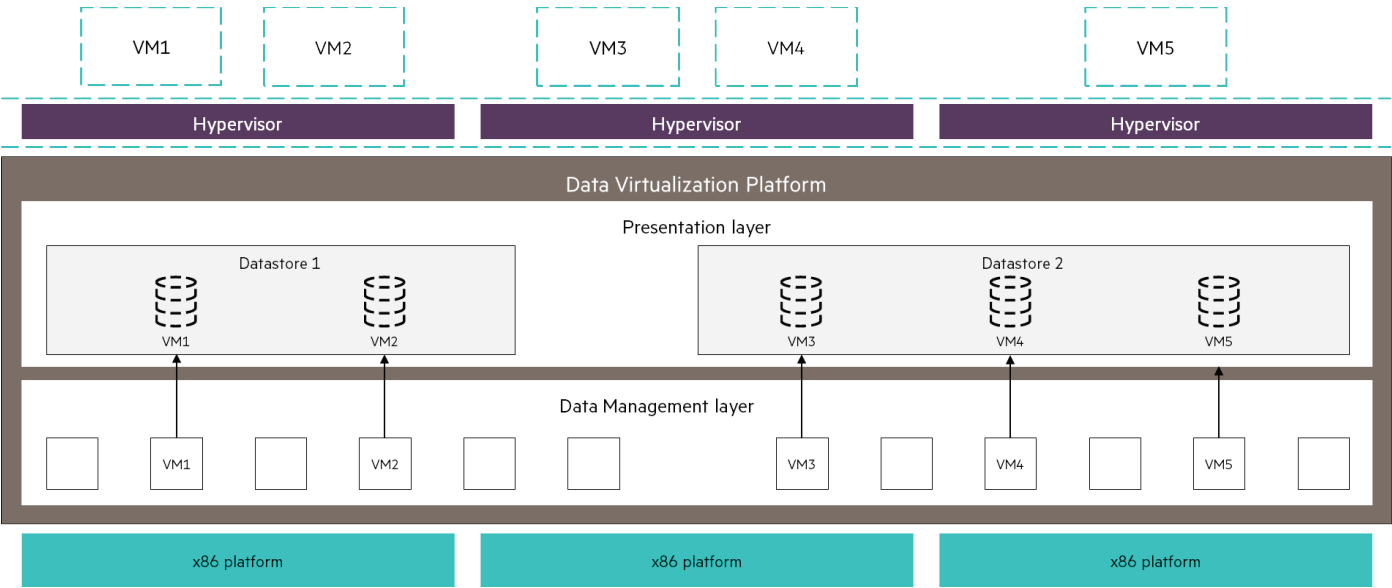 VM1 VM2 VM3 VM4 VM5
Hypervisor Hypervisor Hypervisor
Data Virtualization Platform
Presentation layer
Datastore 1 Datastore 2
VM1 VM2 VM3 VM4 VM5
Data Management layer
VM1 VM2 VM3 VM4 VM5
x86 platform x86 platform x86 platform